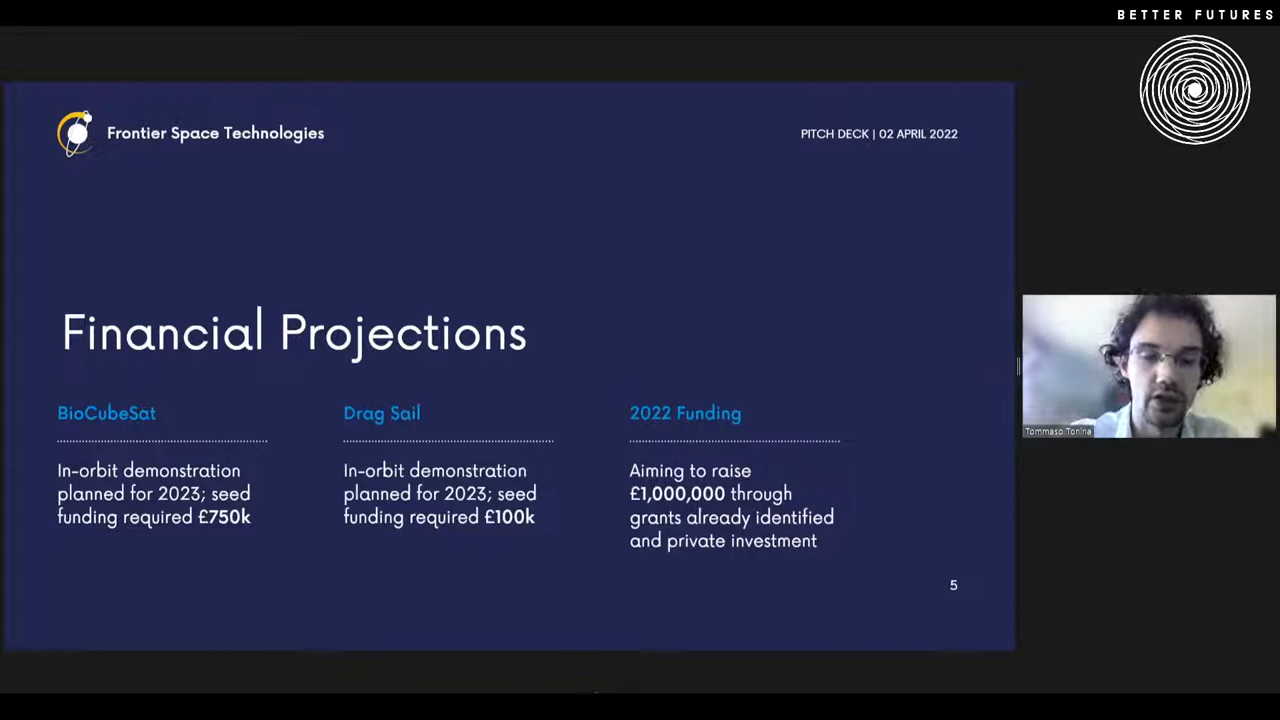 BETTER FUTURES
Frontier Space Technologies
PITCH DECK | 02 APRIL 2022
Financial Projections
BioCubeSat
In-orbit demonstration
planned for 2023; seed
funding required £750k
Drag Sail
In-orbit demonstration
planned for 2023; seed
funding required £100k
2022 Funding
Aiming to raise
£1,000,000 through
grants already identified
and private investment
5
Tommaso Tonina